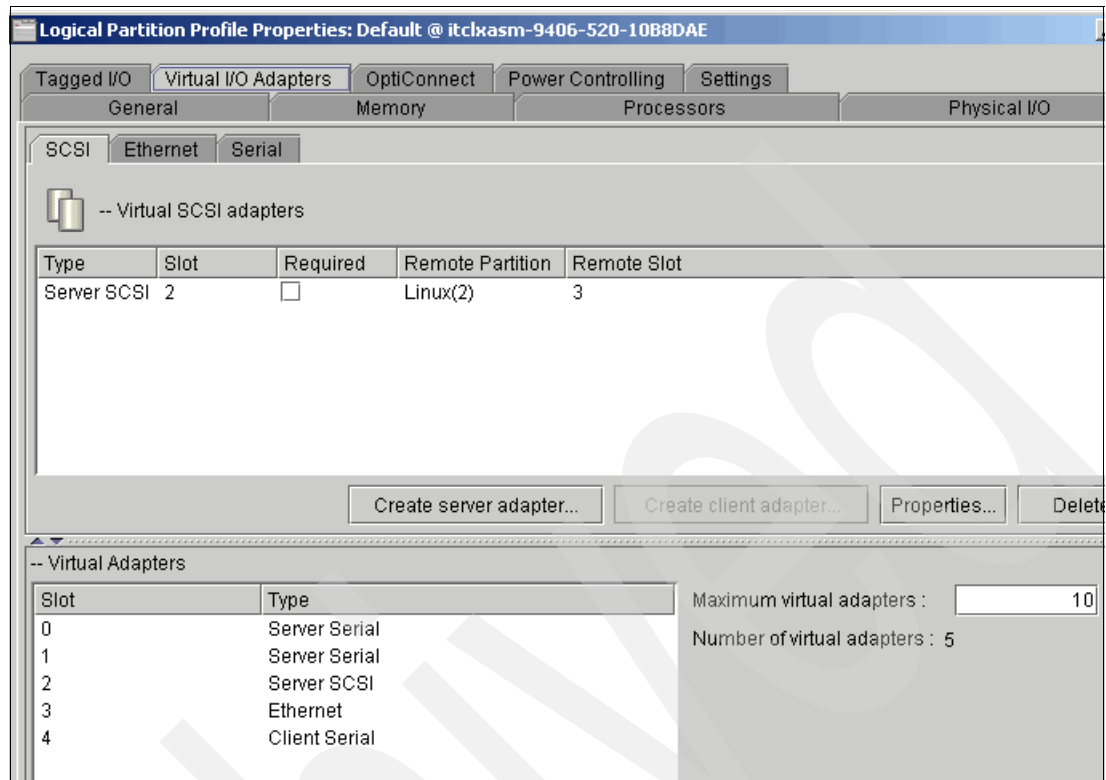 Logical Partition Profile Properties: Default @ itclxasm-9406-520-10B8DAE
Tagged I/O Virtual I/O Adapters OptiConnect Power Controlling Settings
General Memory Processors Physical I/O
SCSI Ethernet Serial
-- Virtual SCSI adapters
Type Slot Required Remote Partition Remote Slot
Server SCSI 2 Linux(2) 3
Create server adapter... Create client adapter... Properties... Delete
-- Virtual Adapters
Slot Type
0 Server Serial
1 Server Serial
2 Server SCSI
3 Ethernet
4 Client Serial
Maximum virtual adapters : 10
Number of virtual adapters : 5